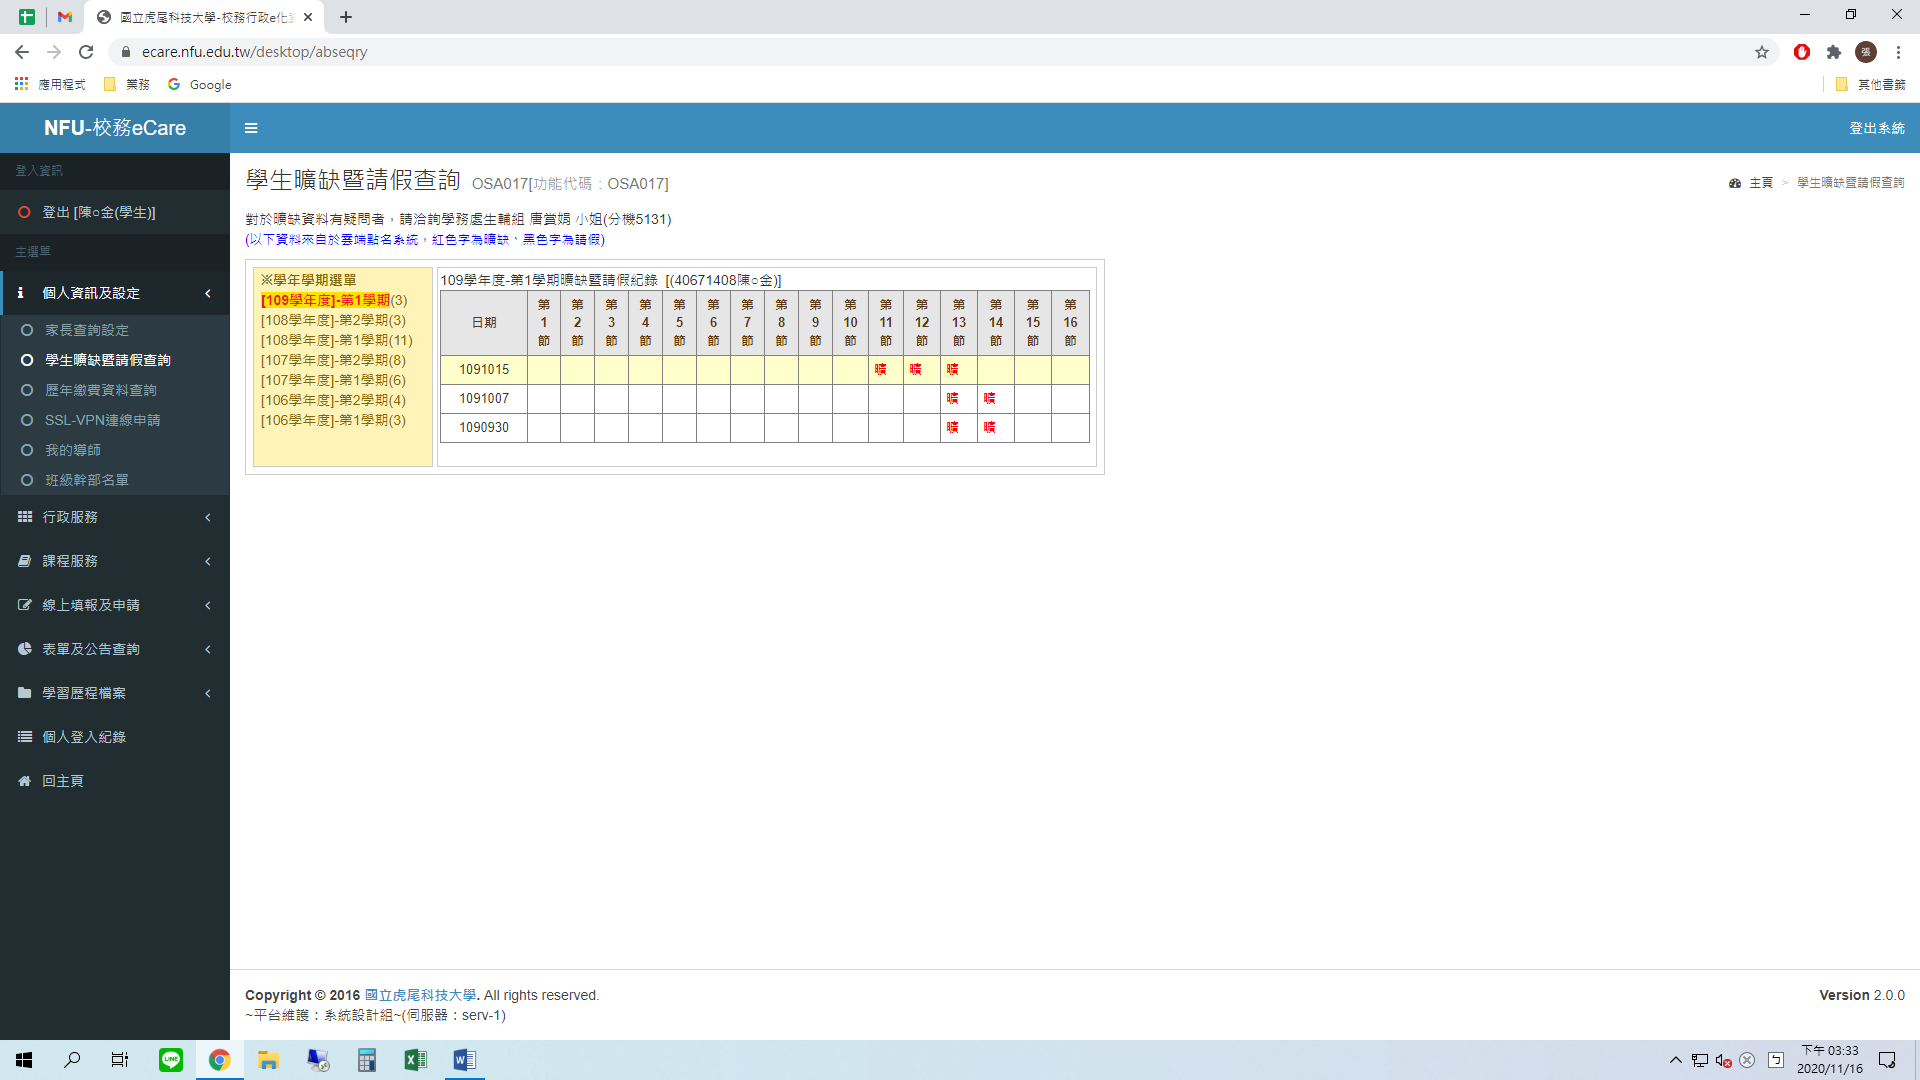 國立虎尾科技大學-校務行政e化
ecare.nfu.edu.tw/desktop/abseqry
張
應用程式
業務
Google
其他書籤
NFU-校務eCare
登出系統
登入資訊
登出 [陳○金(學生)]
主選單
個人資訊及設定
家長查詢設定
學生曠缺暨請假查詢
歷年繳費資料查詢
SSL-VPN連線申請
我的導師
班級幹部名單
行政服務
課程服務
線上填報及申請
表單及公告查詢
學習歷程檔案
個人登入紀錄
回主頁
學生曠缺暨請假查詢 OSA017[功能代碼：OSA017]
主頁 > 學生曠缺暨請假查詢
對於曠缺資料有疑問者，請洽詢學務處生輔組 唐 娟 小姐(分機5131)
(以下資料來自於雲端點名系統，紅色字為曠缺、黑色字為請假)
※學年學期選單
[109學年度]-第1學期(3)
[108學年度]-第2學期(3)
[108學年度]-第1學期(11)
[107學年度]-第2學期(8)
[107學年度]-第1學期(6)
[106學年度]-第2學期(4)
[106學年度]-第1學期(3)
109學年度-第1學期曠缺暨請假紀錄 [(40671408陳○金)]
日期 第1節 第2節 第3節 第4節 第5節 第6節 第7節 第8節 第9節 第10節 第11節 第12節 第13節 第14節 第15節 第16節
1091015 曠 曠 曠
1091007 曠 曠
1090930 曠 曠
Copyright © 2016 國立虎尾科技大學. All rights reserved.
~平台維護：系統設計組~(伺服器：serv-1)
Version 2.0.0
LINE
下午 03:33
2020/11/16